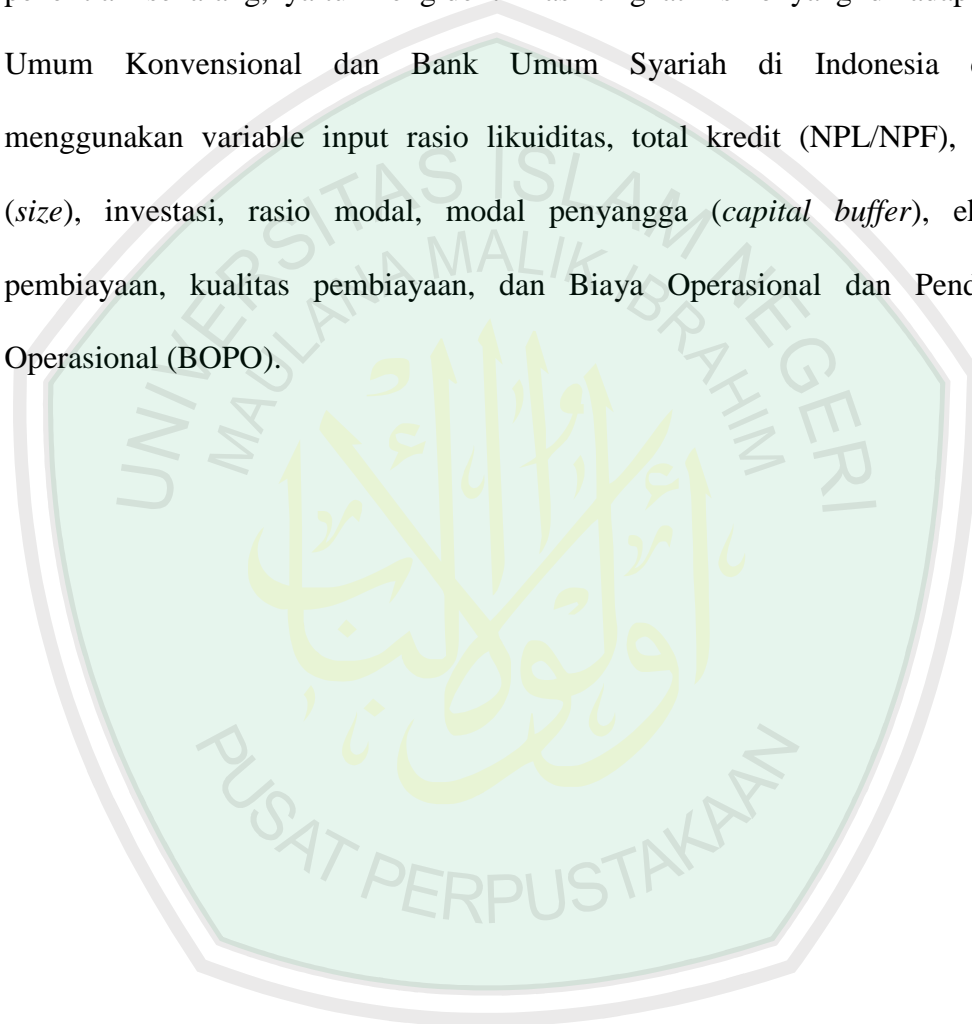 Umum Konvensional dan Bank Umum Syariah di Indonesia
menggunakan variable input rasio likuiditas, total kredit (NPL/NPF),
(size), investasi, rasio modal, modal penyangga (capital buffer),
pembiayaan, kualitas pembiayaan, dan Biaya Operasional dan
Operasional (BOPO).
UNIVERSITAS ISLAM NEGERI
MAULANA MALIK IBRAHIM
PUSAT PERPUSTAKAAN